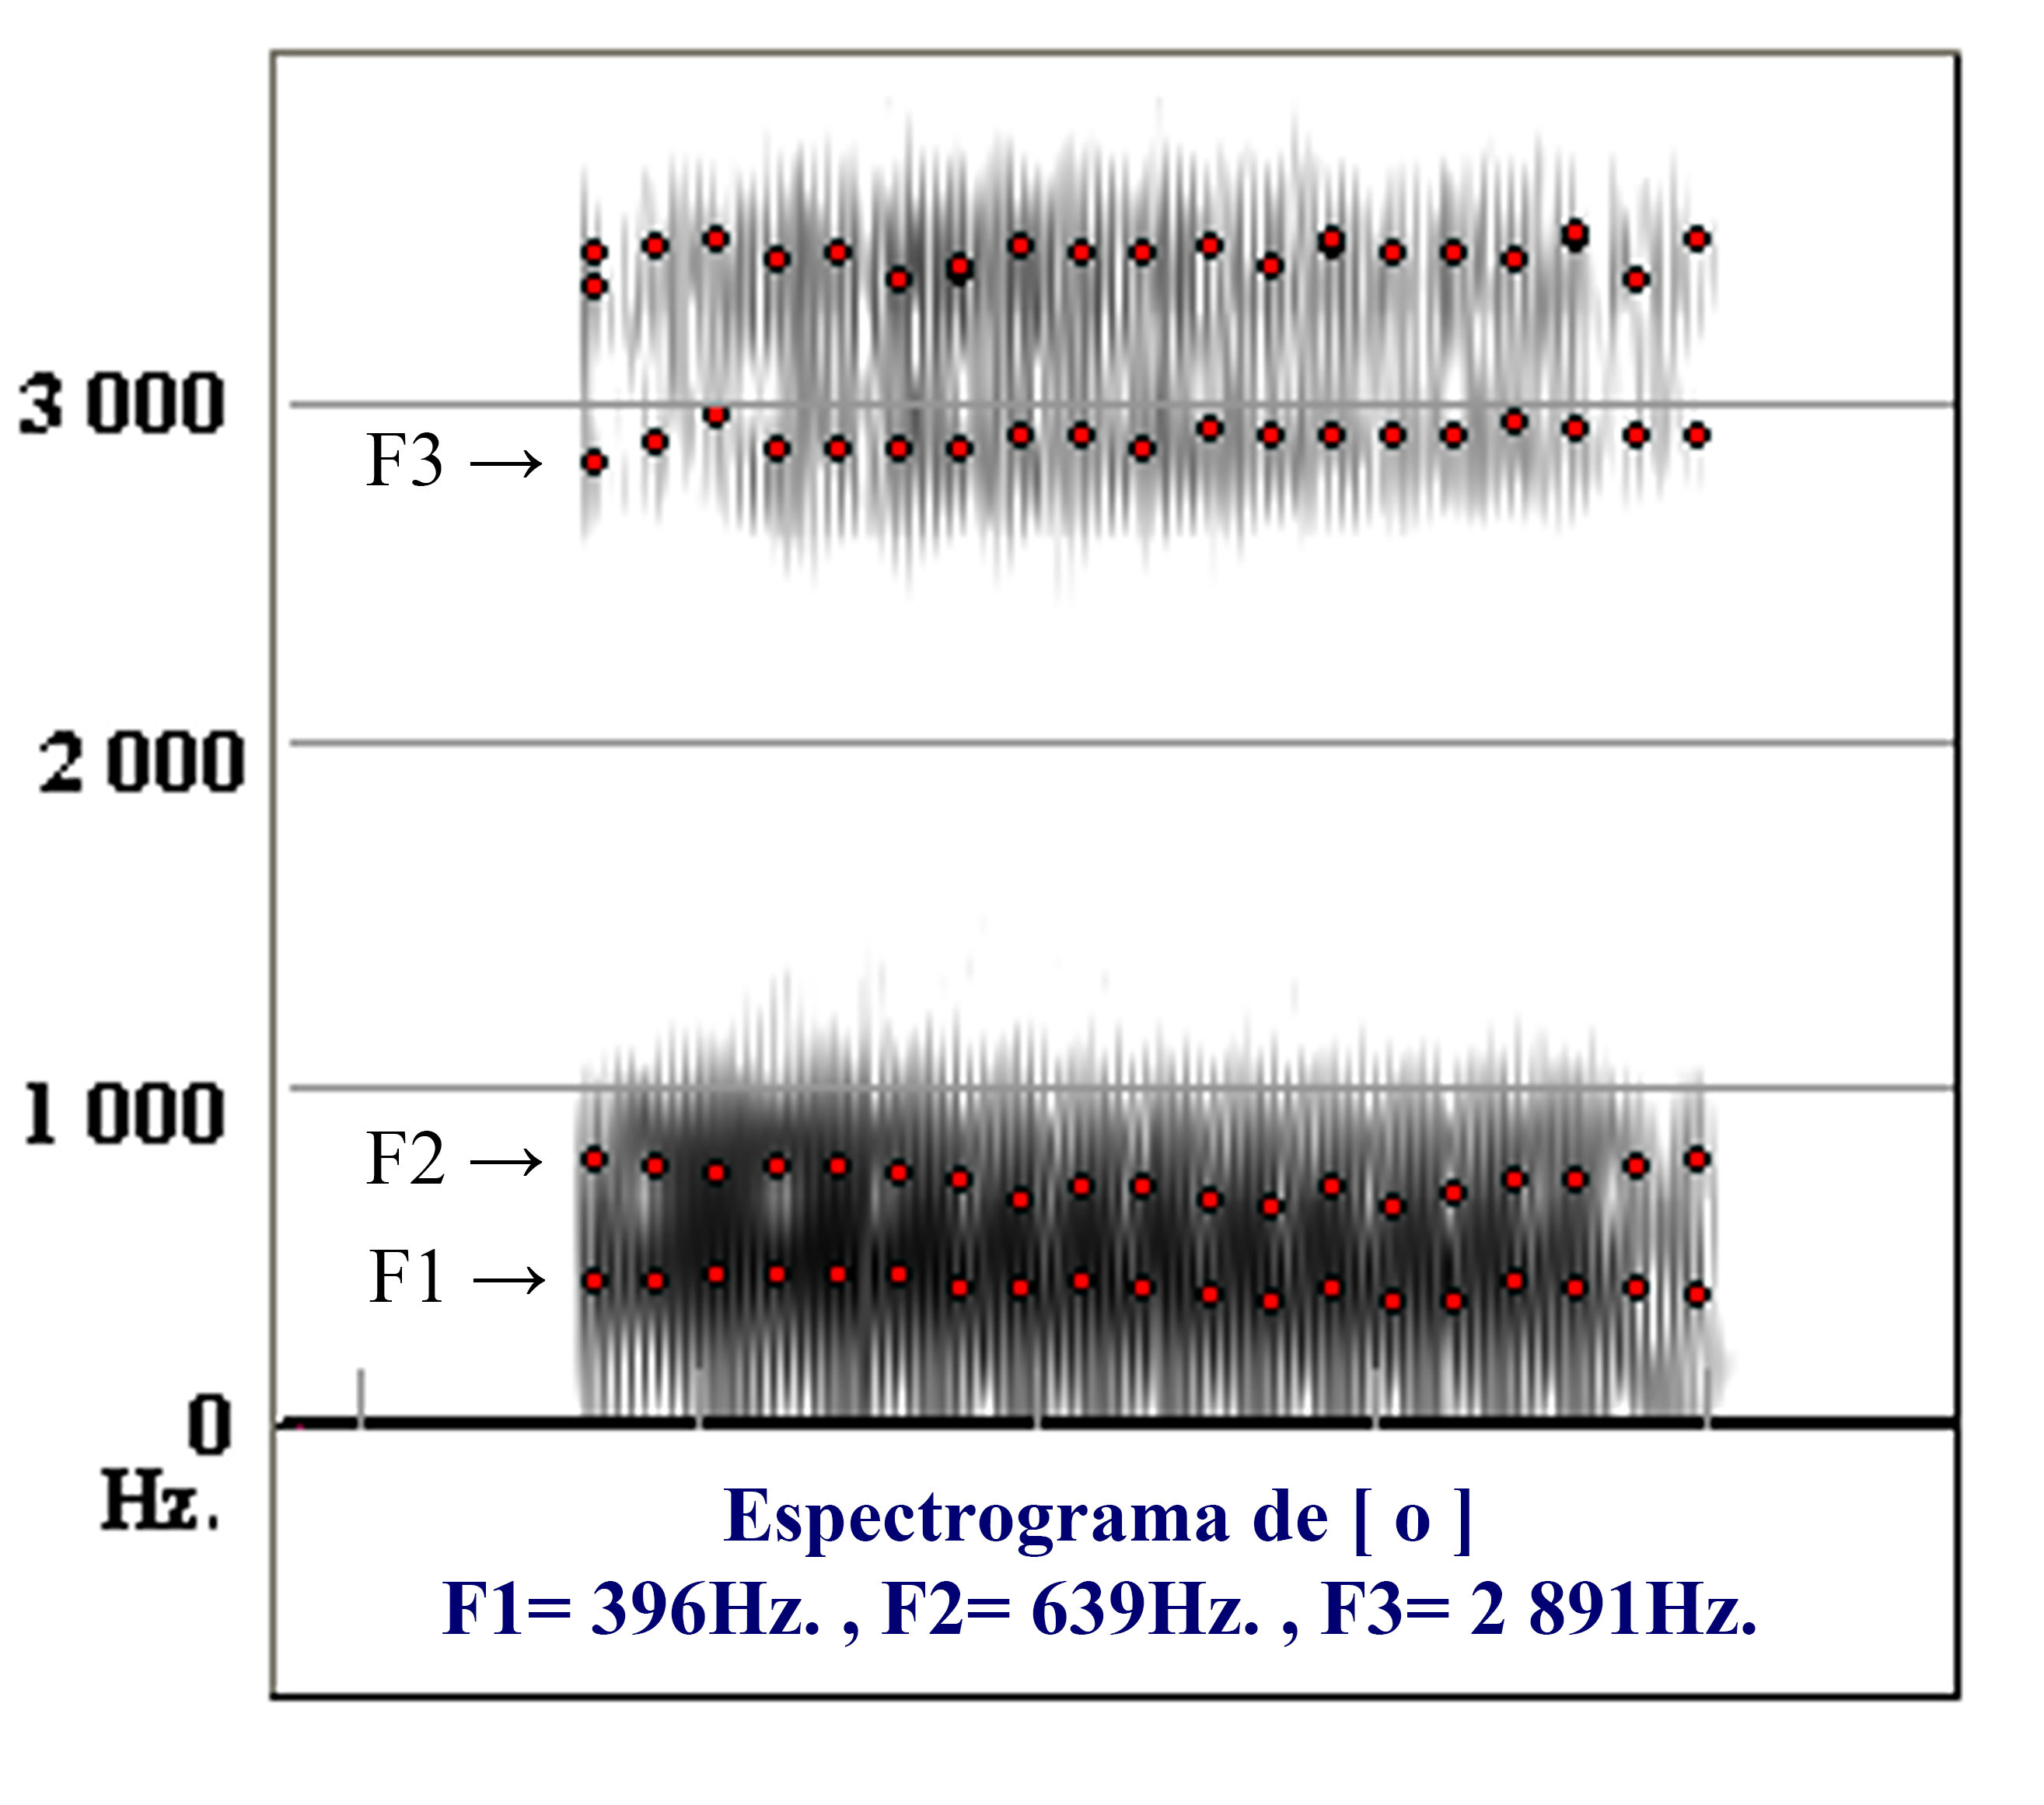 3 000
F3 →
2 000
1 000
F2 →
F1 →
0
Hz.
Espectrograma de [ o ]
F1= 396Hz. , F2= 639Hz. , F3= 2 891Hz.